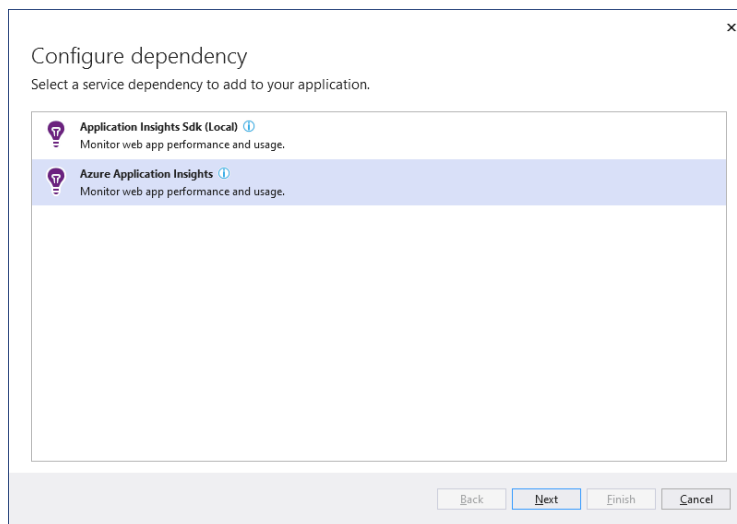 Configure dependency
Select a service dependency to add to your application.
Application Insights Sdk (Local)
Monitor web app performance and usage.
Azure Application Insights
Monitor web app performance and usage.
Back Next Finish Cancel